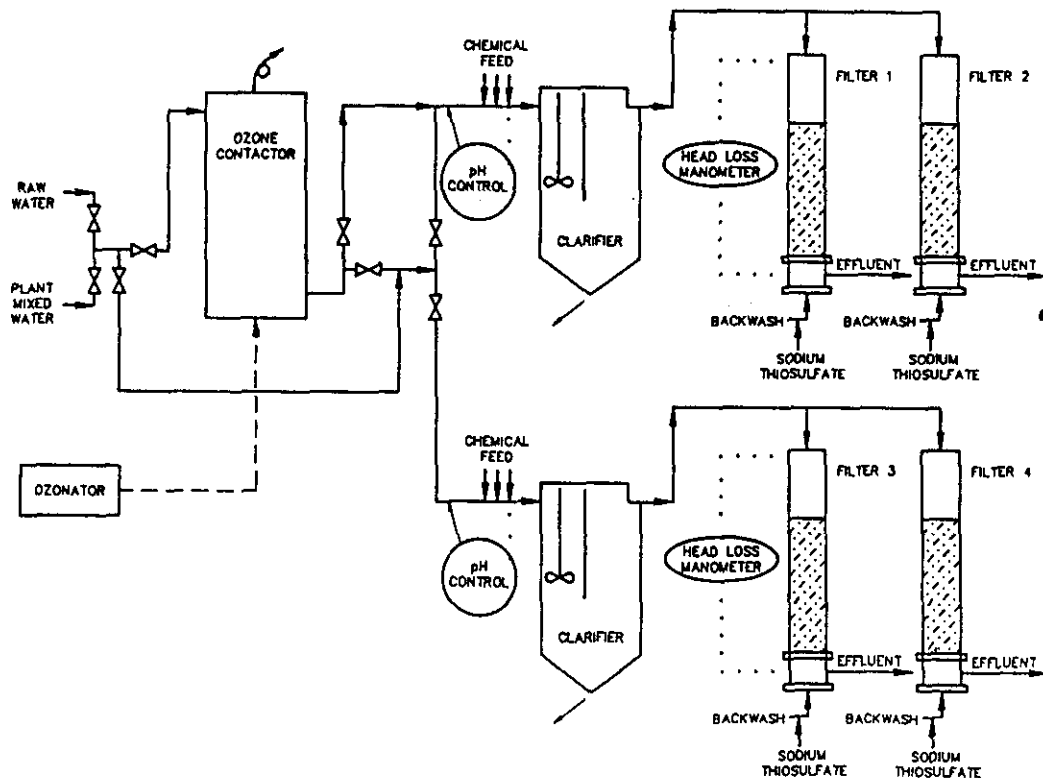 CHEMICAL
FEED
OZONE
CONTACTOR
RAW
WATER
PLANT
MIXED
WATER
pH
CONTROL
CLARIFIER
HEAD LOSS
MANOMETER
FILTER 1
FILTER 2
EFFLUENT
EFFLUENT
BACKWASH
BACKWASH
SODIUM
THIOSULFATE
SODIUM
THIOSULFATE
OZONATOR
CHEMICAL
FEED
pH
CONTROL
CLARIFIER
HEAD LOSS
MANOMETER
FILTER 3
FILTER 4
EFFLUENT
EFFLUENT
BACKWASH
BACKWASH
SODIUM
THIOSULFATE
SODIUM
THIOSULFATE